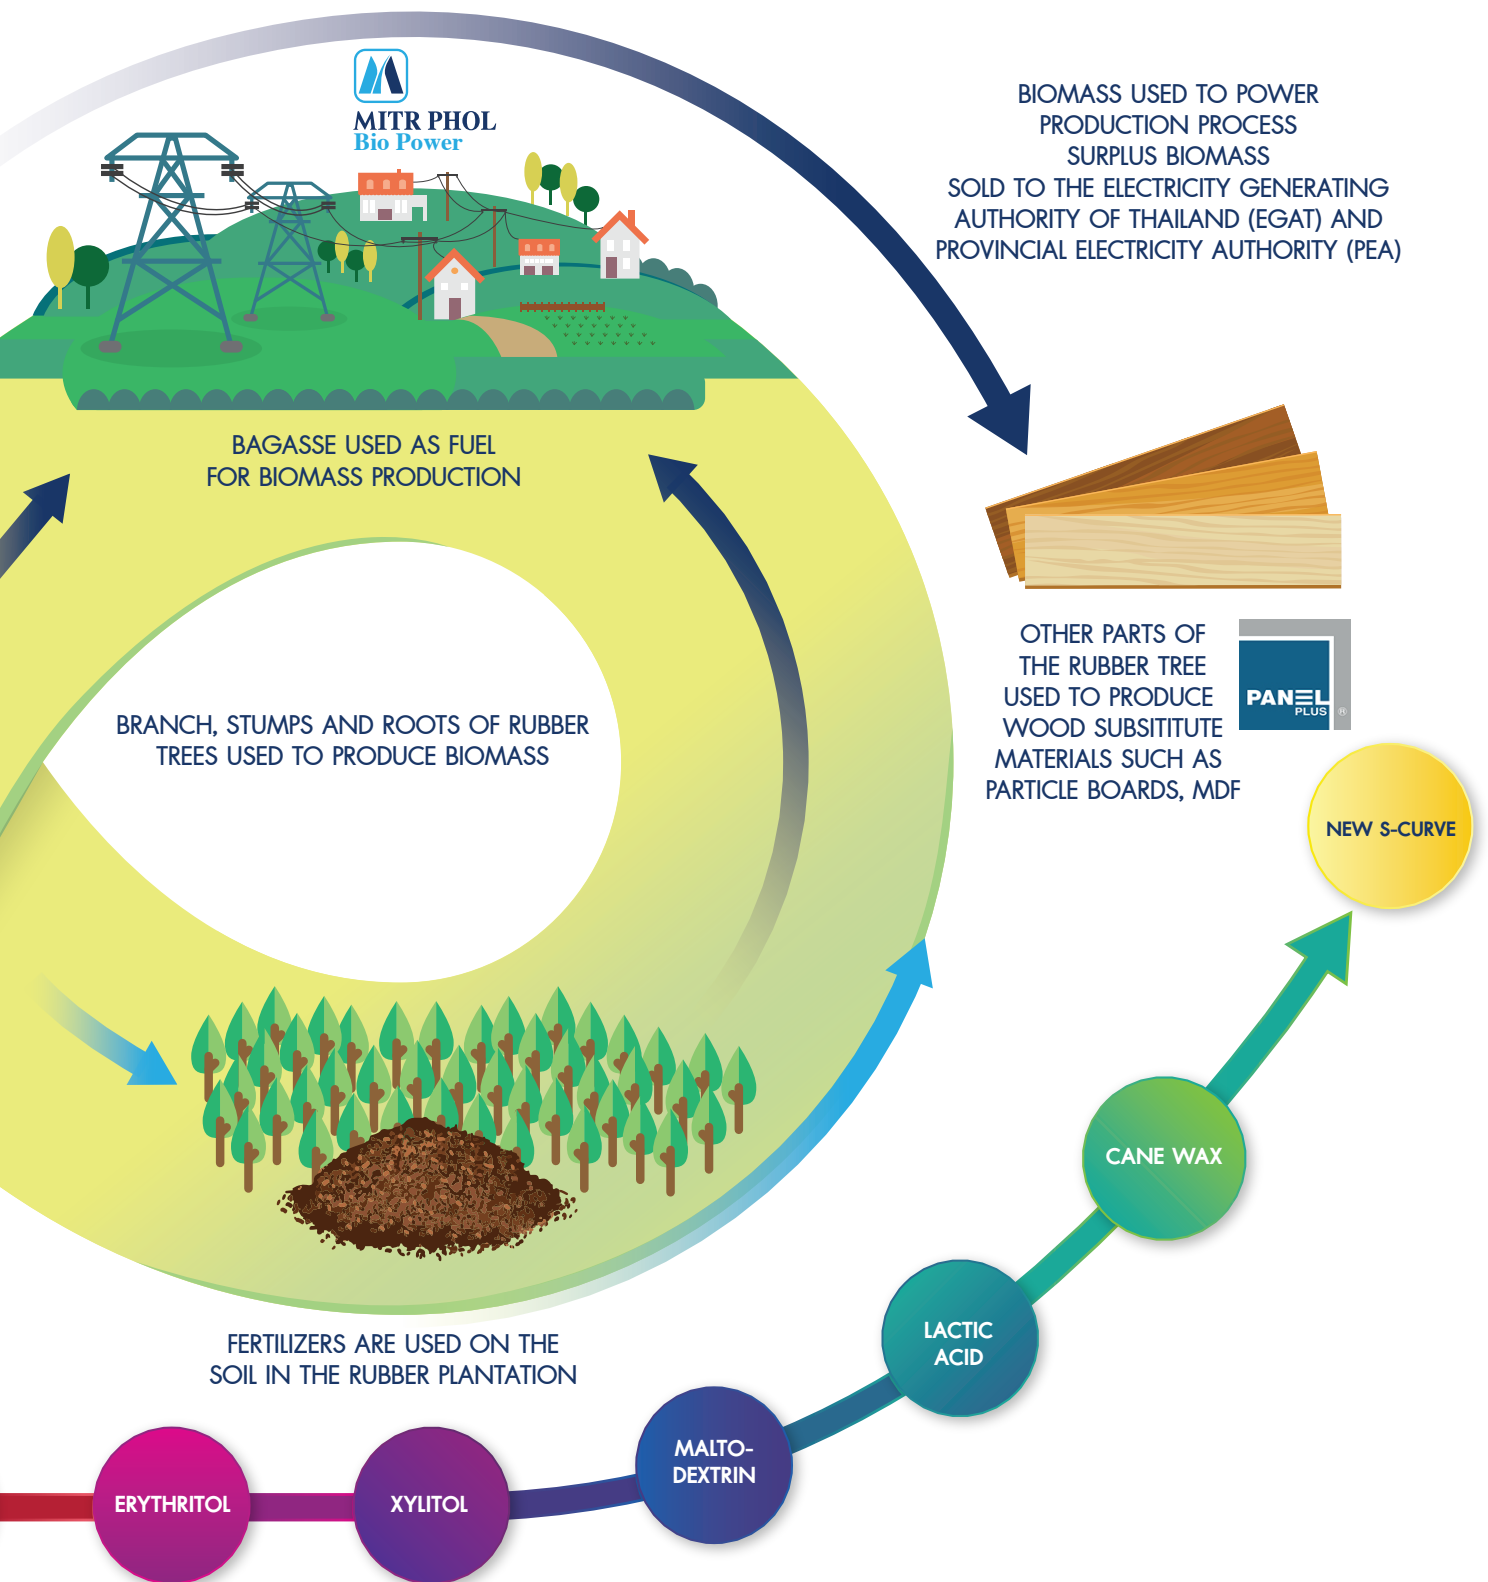 MITR PHOL
Bio Power
BIOMASS USED TO POWER
PRODUCTION PROCESS
SURPLUS BIOMASS
SOLD TO THE ELECTRICITY GENERATING
AUTHORITY OF THAILAND (EGAT) AND
PROVINCIAL ELECTRICITY AUTHORITY (PEA)
BAGASSE USED AS FUEL
FOR BIOMASS PRODUCTION
OTHER PARTS OF
THE RUBBER TREE
USED TO PRODUCE
WOOD SUBSITITUTE
MATERIALS SUCH AS
PARTICLE BOARDS, MDF
PANEL
PLUS ®
BRANCH, STUMPS AND ROOTS OF RUBBER
TREES USED TO PRODUCE BIOMASS
NEW S-CURVE
CANE WAX
LACTIC
ACID
FERTILIZERS ARE USED ON THE
SOIL IN THE RUBBER PLANTATION
MALTO-
DEXTRIN
XYLITOL
ERYTHRITOL